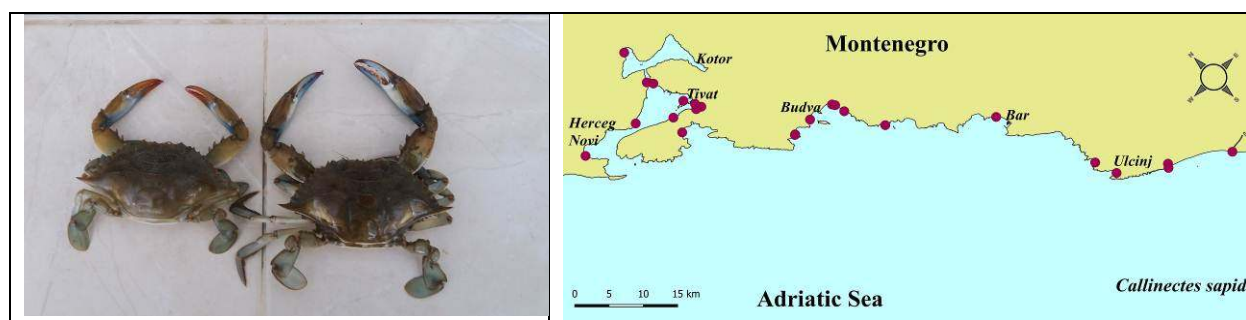 Montenegro
Kotor
Tivat
Herceg
Novi
Budva
Bar
Ulcinj
0 5 10 15 km
Adriatic Sea
Callinectes sapid